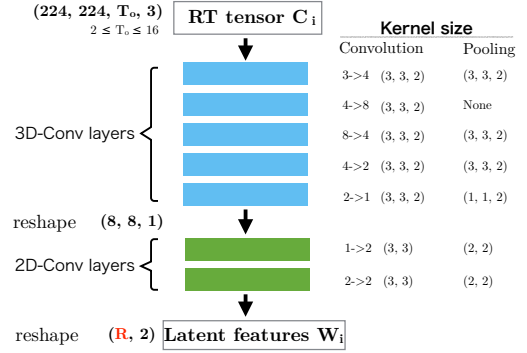 (224, 224, Tₒ, 3) RT tensor C i
2 ≤ Tₒ ≤ 16
Kernel size
Convolution Pooling
3->4 (3, 3, 2) (3, 3, 2)
4->8 (3, 3, 2) None
3D-Conv layers 8->4 (3, 3, 2) (3, 3, 2)
4->2 (3, 3, 2) (3, 3, 2)
2->1 (3, 3, 2) (1, 1, 2)
reshape (8, 8, 1)
1->2 (3, 3) (2, 2)
2D-Conv layers
2->2 (3, 3) (2, 2)
reshape (R, 2) Latent features W i